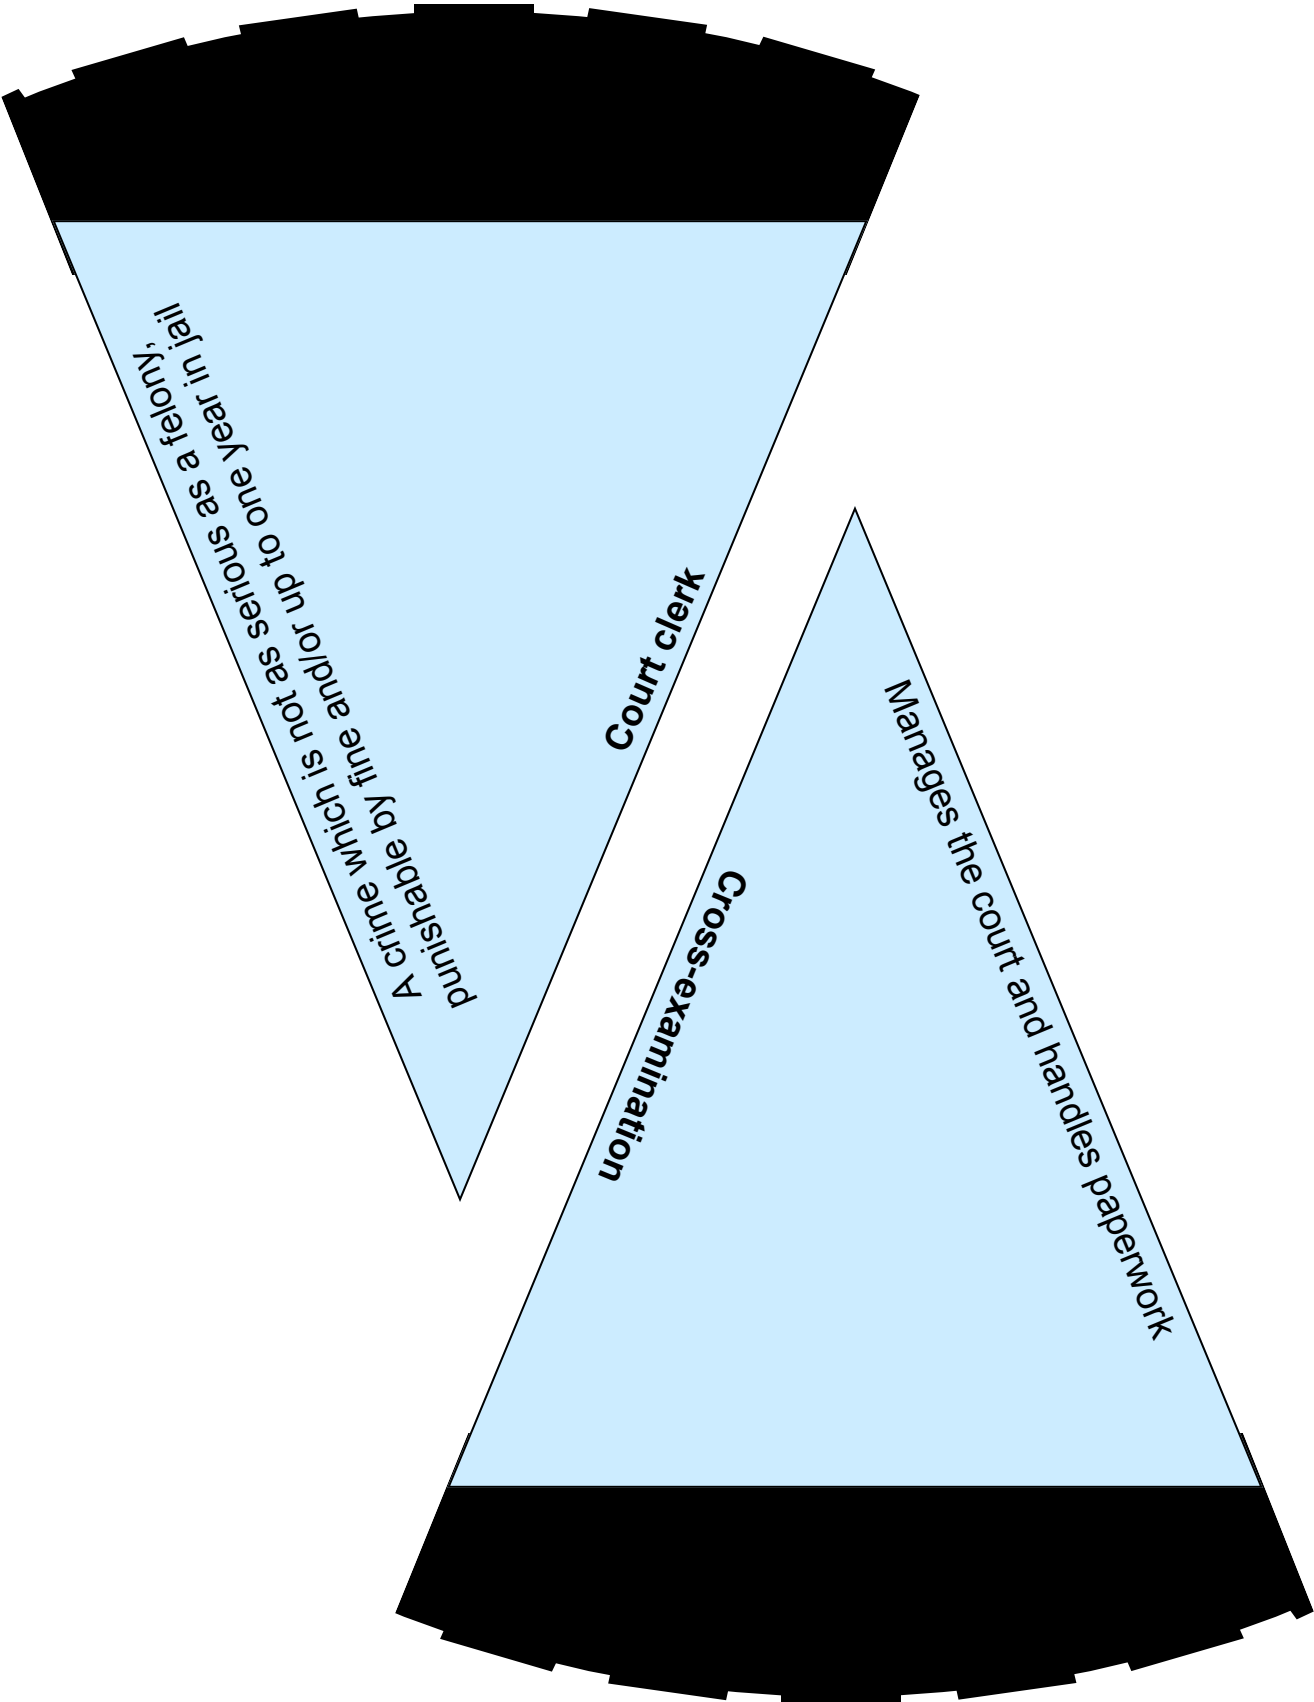 A crime which is not as serious as a felony,
punishable by fine and/or up to one year in jail
Court clerk
Cross-examination
Manages the court and handles paperwork